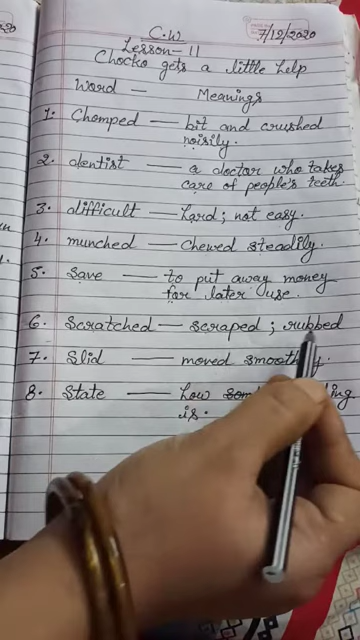 C.W
7/12/2020
Lesson-11
Chocko gets a little help
Word — Meanings
1. Chomped — bit and crushed
noisily.
2. dentist — a doctor who takes
care of people's teeth.
3. difficult — hard; not easy.
4. munched — chewed steadily.
5. Save — to put away money
for later use.
6. Scratched — scraped; rubbed
7. Slid — moved smoothly.
8. State — how
is.